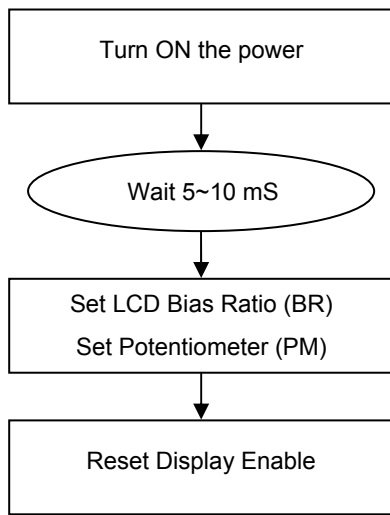 Turn ON the power
Wait 5~10 mS
Set LCD Bias Ratio (BR)
Set Potentiometer (PM)
Reset Display Enable